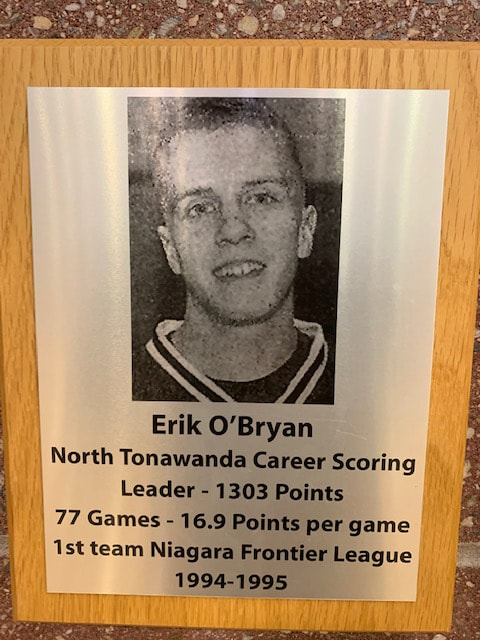 Erik O'Bryan
North Tonawanda Career Scoring
Leader - 1303 Points
77 Games - 16.9 Points per game
1st team Niagara Frontier League
1994-1995